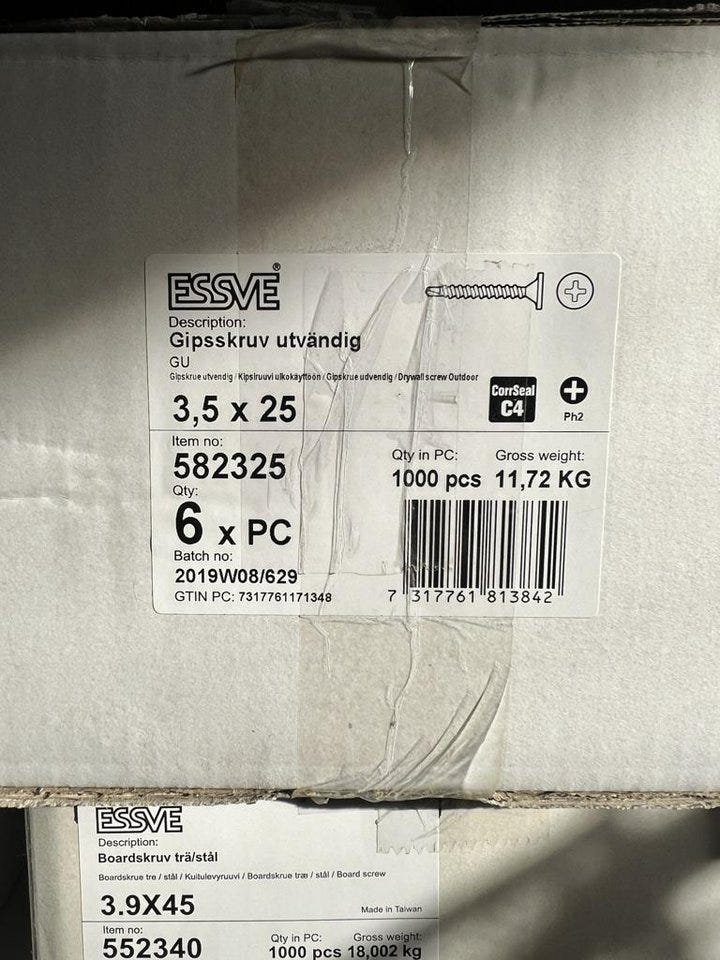 ESSVE®
Description:
Gipsskruv utvändig
GU
Gipskrue utvendig / Kipsiruuvi ulkokäyttöön / Gipskrue udvendig / Drywall screw Outdoor
3,5 x 25
CorrSeal
C4
Ph2
Item no:
582325
Qty in PC: Gross weight:
1000 pcs 11,72 KG
Qty:
6 x PC
Batch no:
2019W08/629
GTIN PC: 7317761171348
7 317761 813842
ESSVE
Description:
Boardskruv trä/stål
Boardskrue tre / stål / Kuitulevyruuvi / Boardskrue træ / stål / Board screw
3.9X45
Made in Taiwan
Item no:
552340
Qty in PC: Gross weight:
1000 pcs 18,002 kg